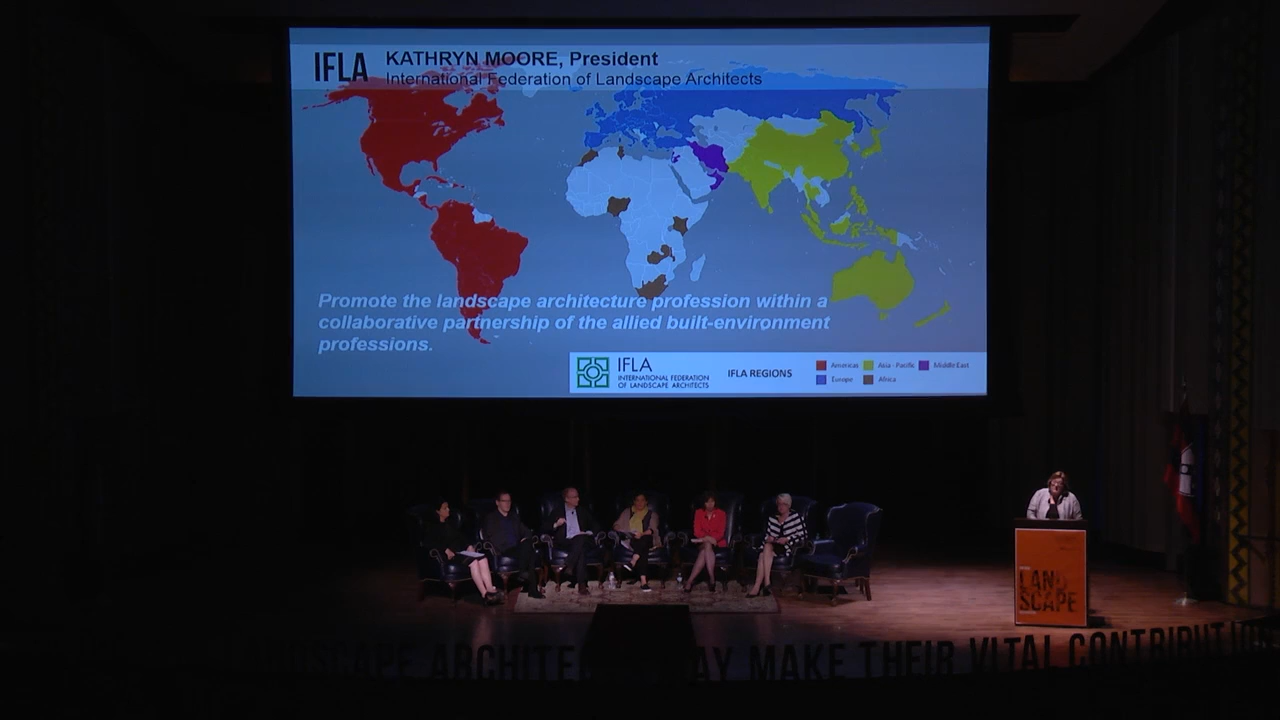 IFLA
KATHRYN MOORE, President
International Federation of Landscape Architects
Promote the landscape architecture profession within a
collaborative partnership of the allied built-environment
professions.
IFLA
INTERNATIONAL FEDERATION
OF LANDSCAPE ARCHITECTS
IFLA REGIONS
Americas
Asia - Pacific
Middle East
Europe
Africa
LAND
SCAPE
MAY MAKE THEIR VITAL